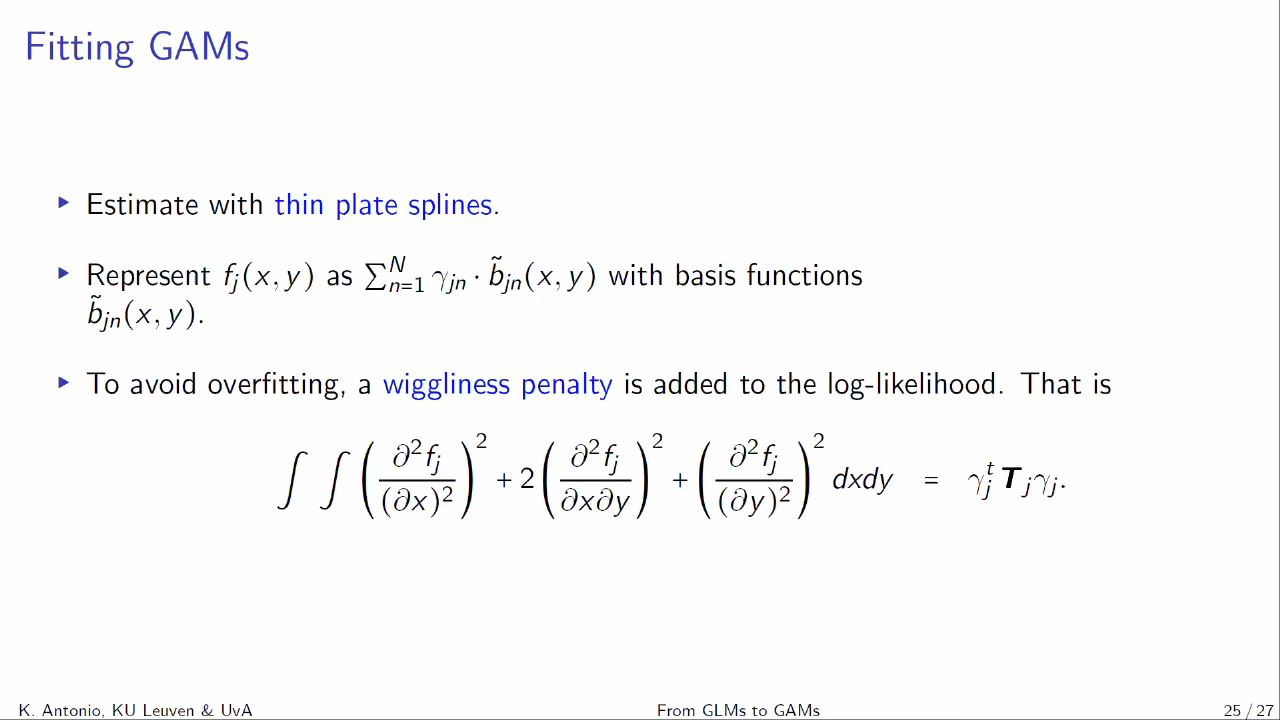 Fitting GAMs
▶ Estimate with thin plate splines.
▶ Represent f_j(x, y) as ∑_{n=1}^{N} γ_{jn} · b̃_{jn}(x, y) with basis functions
b̃_{jn}(x, y).
▶ To avoid overfitting, a wiggliness penalty is added to the log-likelihood. That is
∫ ∫ (∂²f_j / (∂x)²)² + 2 (∂²f_j / ∂x∂y)² + (∂²f_j / (∂y)²)² dxdy = γ_j^t T_j γ_j.
K. Antonio, KU Leuven & UvA From GLMs to GAMs 25 / 27